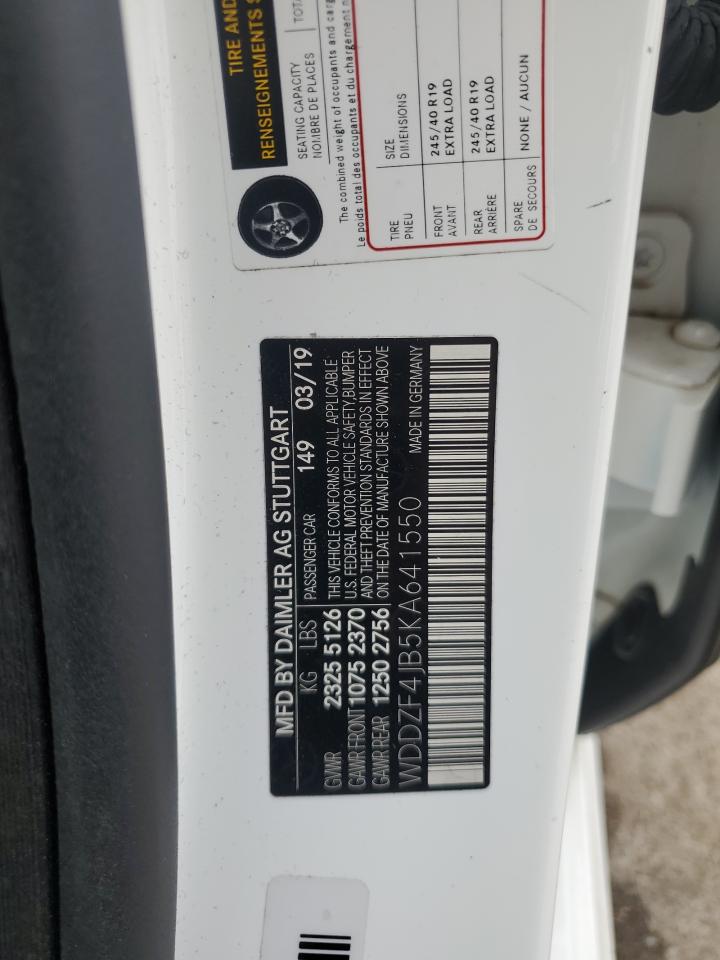 TIRE AND
RENSEIGNEMENTS S
SEATING CAPACITY
NOMBRE DE PLACES
The combined weight of occupants and carg
Le poids total des occupants et du chargement n
TIRE SIZE
PNEU DIMENSIONS
FRONT 245/40 R19
AVANT EXTRA LOAD
REAR 245/40 R19
ARRIÈRE EXTRA LOAD
SPARE NONE / AUCUN
DE SECOURS
MFD BY DAIMLER AG STUTTGART
KG LBS PASSENGER CAR 149 03/19
GVWR 2325 5126
GAWR FRONT 1075 2370
GAWR REAR 1250 2756
THIS VEHICLE CONFORMS TO ALL APPLICABLE
U.S. FEDERAL MOTOR VEHICLE SAFETY,BUMPER
AND THEFT PREVENTION STANDARDS IN EFFECT
ON THE DATE OF MANUFACTURE SHOWN ABOVE
WDDZF4JB5KA641550 MADE IN GERMANY